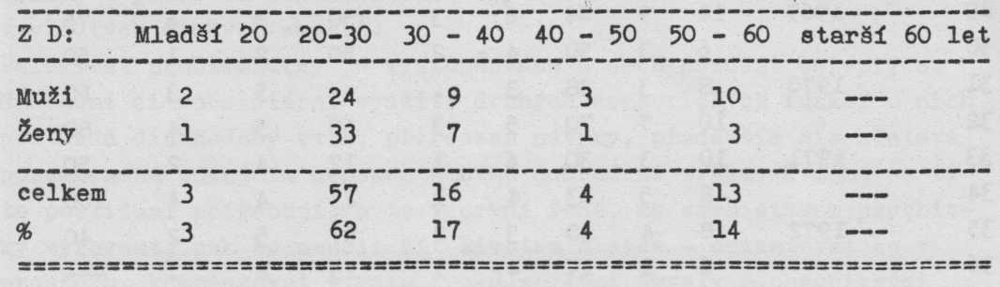 Z D: Mladší 20 20-30 30 - 40 40 - 50 50 - 60 starší 60 let
Muži 2 24 9 3 10 ---
Ženy 1 33 7 1 3 ---
celkem 3 57 16 4 13 ---
% 3 62 17 4 14 ---